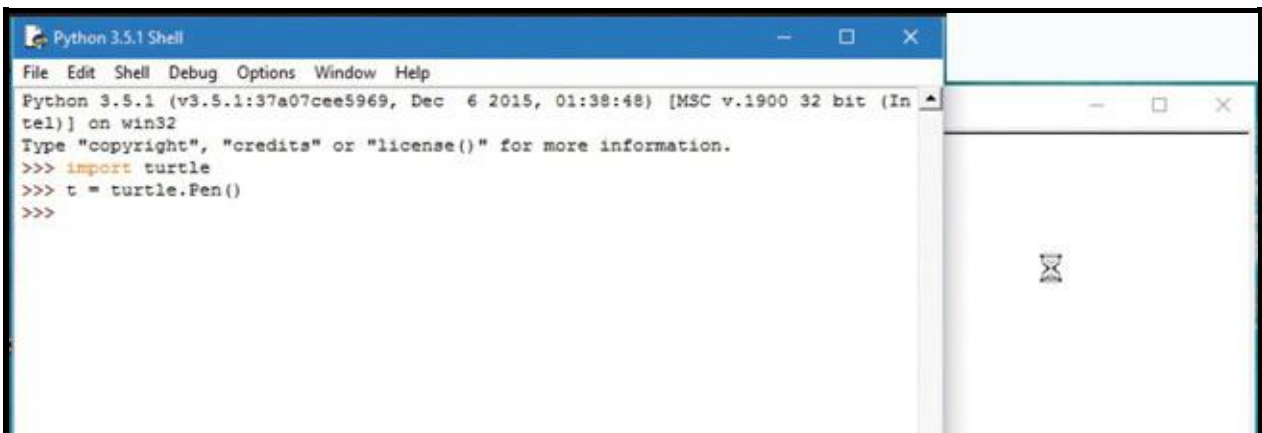 Python 3.5.1 Shell
File Edit Shell Debug Options Window Help
Python 3.5.1 (v3.5.1:37a07cee5969, Dec  6 2015, 01:38:48) [MSC v.1900 32 bit (In
tel)] on win32
Type "copyright", "credits" or "license()" for more information.
>>> import turtle
>>> t = turtle.Pen()
>>>